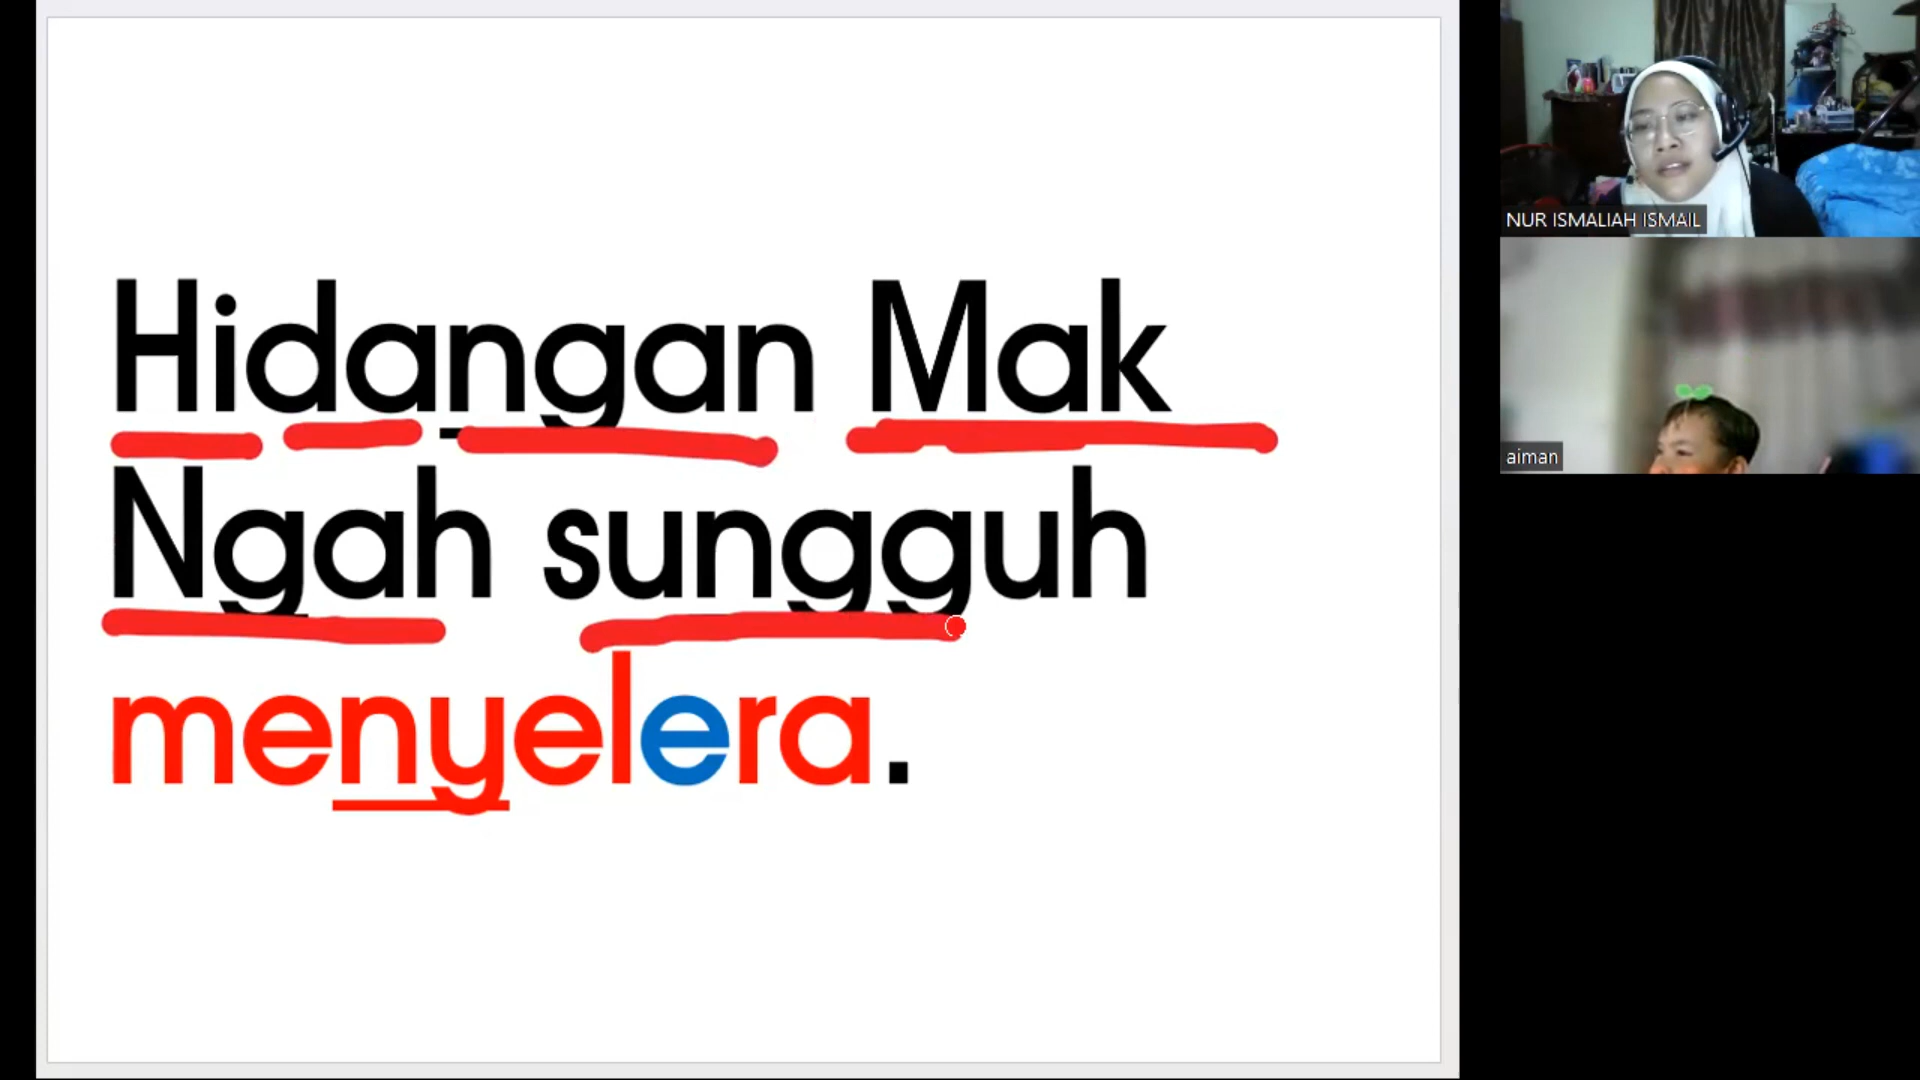 Hidangan Mak
Ngah sungguh
menyelera.
NUR ISMALIAH ISMAIL
aiman